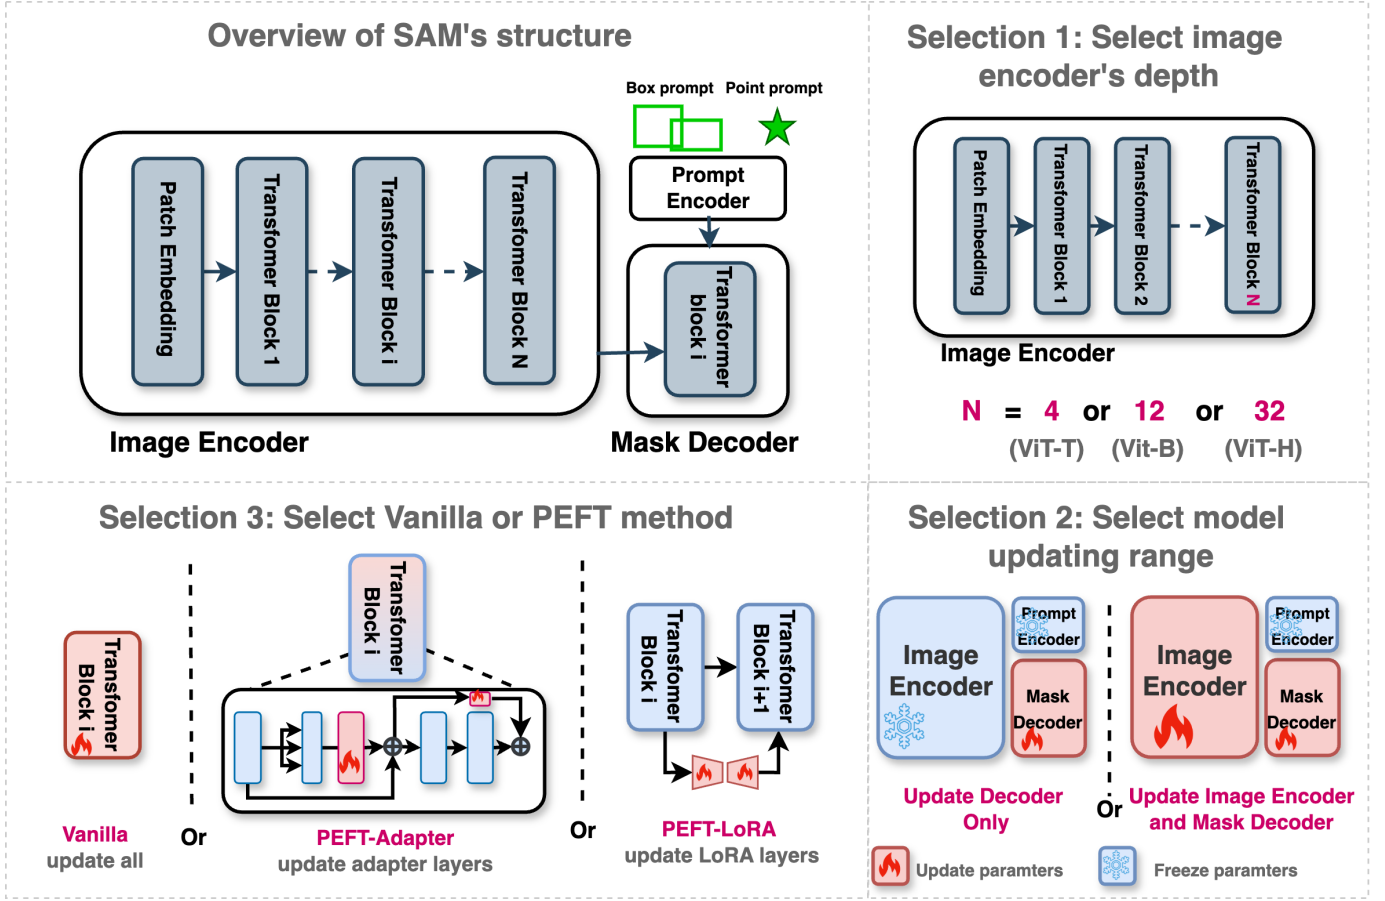 Overview of SAM's structure
Box prompt
Point prompt
Prompt
Encoder
Patch Embedding
Transfomer Block 1
Transfomer Block i
Transfomer Block N
Transformer
block i
Image Encoder
Mask Decoder
Selection 1: Select image
encoder's depth
Patch Embedding
Transfomer Block 1
Transfomer Block 2
Transfomer Block N
Image Encoder
N = 4 or 12 or 32
(ViT-T) (Vit-B) (ViT-H)
Selection 3: Select Vanilla or PEFT method
Transfomer
Block i
Vanilla
update all
Or
Transfomer
Block i
PEFT-Adapter
update adapter layers
Or
Transfomer
Block i
Transfomer
Block i+1
PEFT-LoRA
update LoRA layers
Selection 2: Select model
updating range
Image
Encoder
Prompt
Encoder
Mask
Decoder
Update Decoder
Only
Or
Image
Encoder
Prompt
Encoder
Mask
Decoder
Update Image Encoder
and Mask Decoder
Update paramters
Freeze paramters